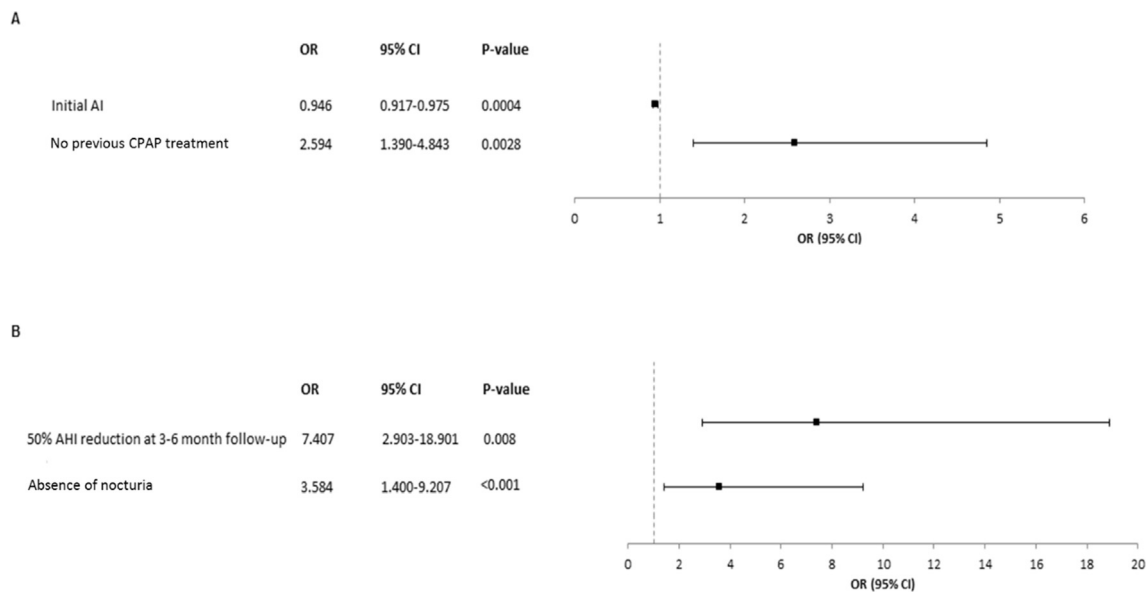 A
OR 95% CI P-value
Initial AI 0.946 0.917-0.975 0.0004
No previous CPAP treatment 2.594 1.390-4.843 0.0028
0 1 2 3 4 5 6
OR (95% CI)
B
OR 95% CI P-value
50% AHI reduction at 3-6 month follow-up 7.407 2.903-18.901 0.008
Absence of nocturia 3.584 1.400-9.207 <0.001
0 2 4 6 8 10 12 14 16 18 20
OR (95% CI)